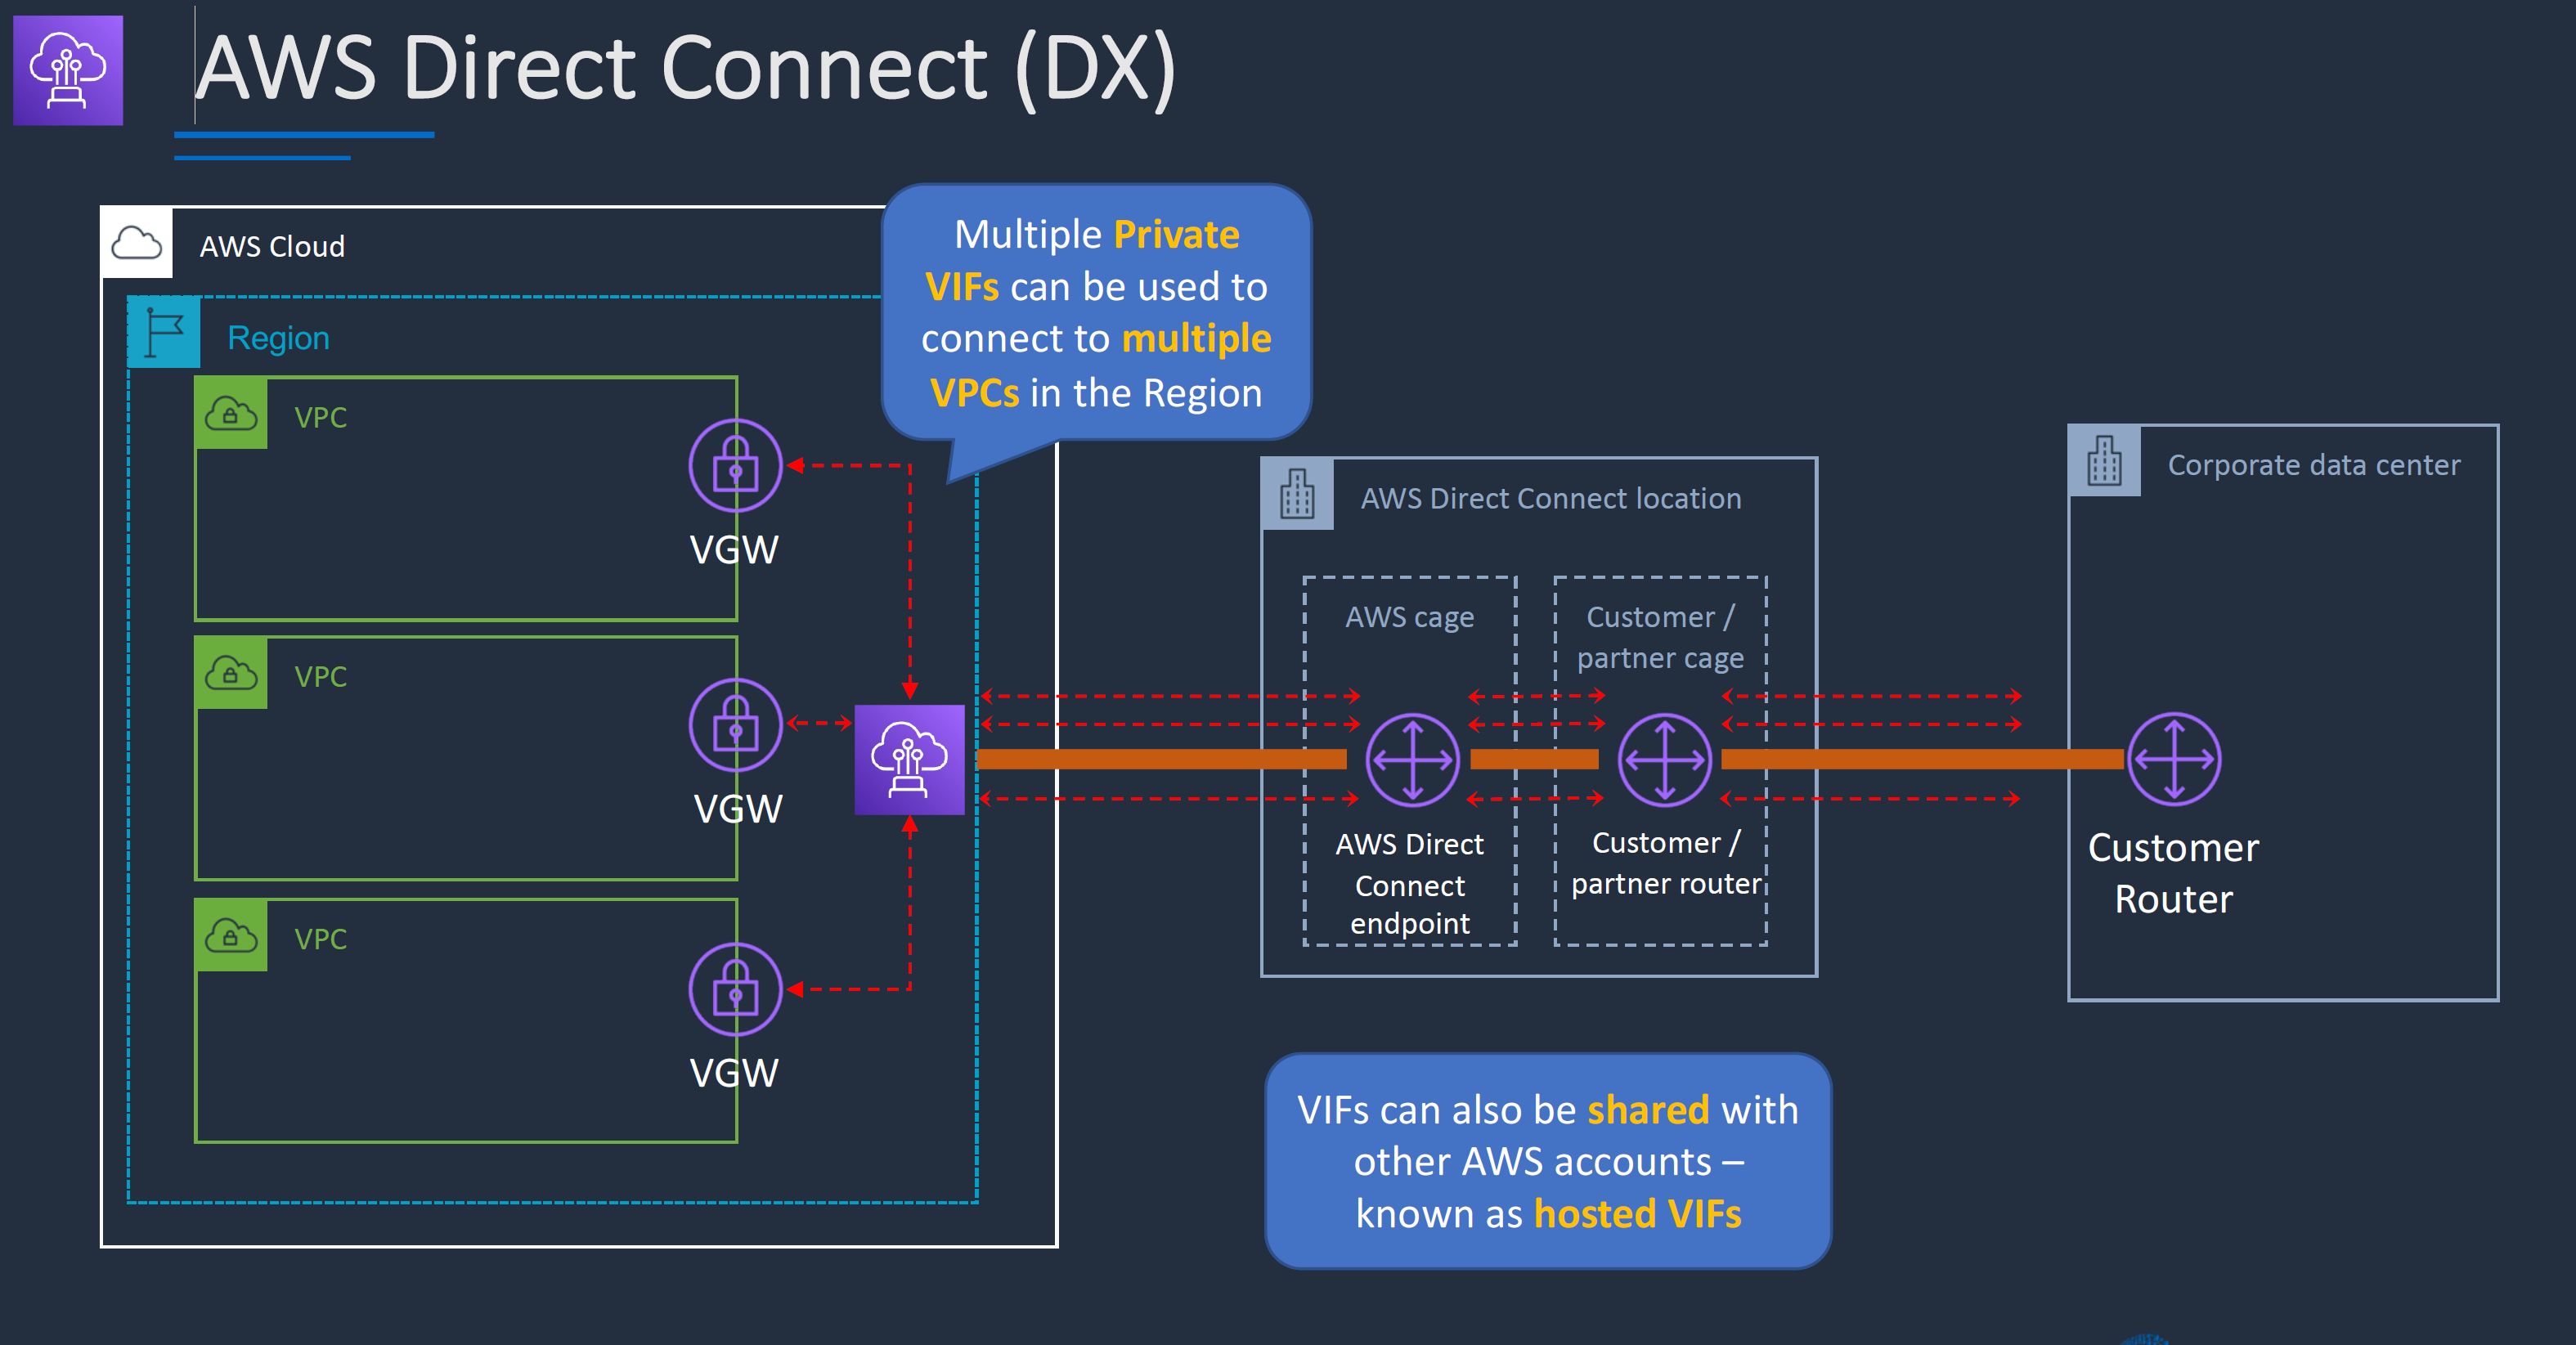 AWS Direct Connect (DX)
AWS Cloud
Region
VPC
VGW
VPC
VGW
VPC
VGW
Multiple Private
VIFs can be used to
connect to multiple
VPCs in the Region
AWS Direct Connect location
AWS cage
Customer /
partner cage
AWS Direct
Connect
endpoint
Customer /
partner router
Corporate data center
Customer
Router
VIFs can also be shared with
other AWS accounts –
known as hosted VIFs